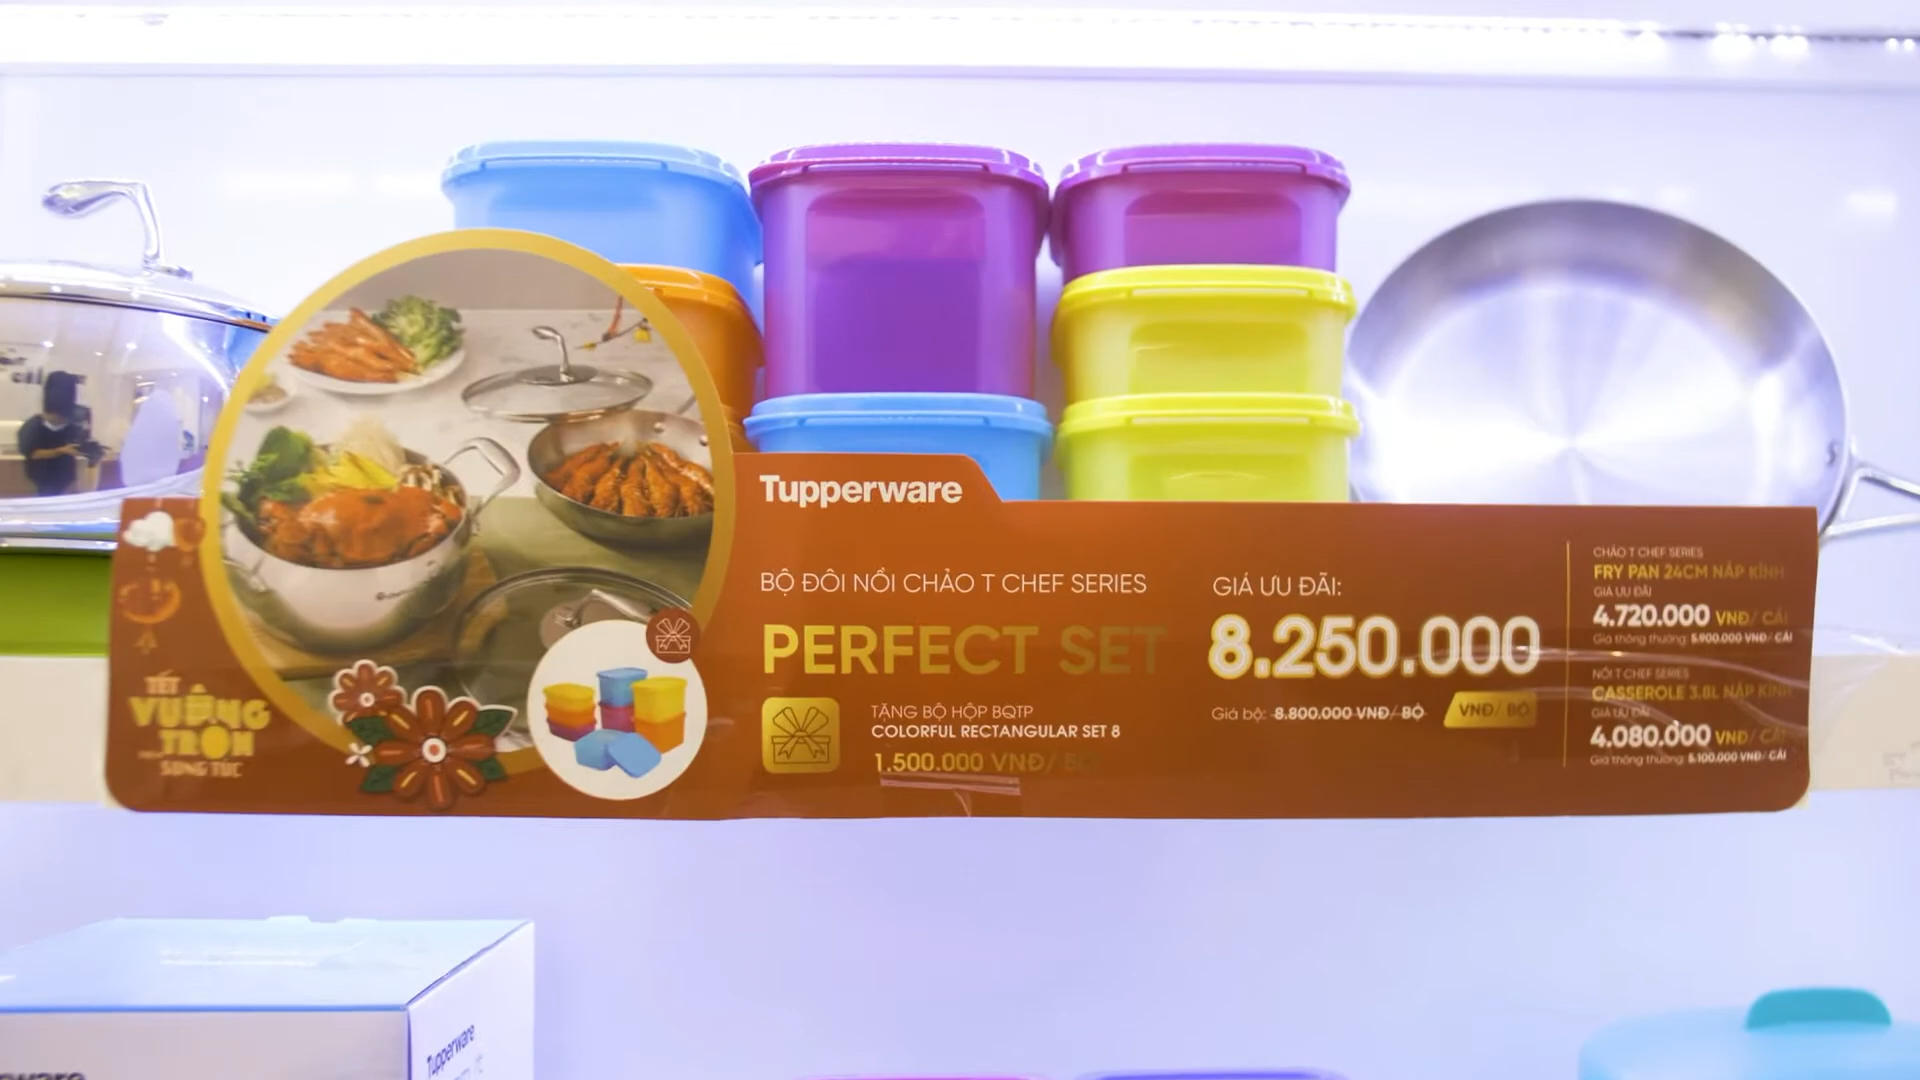 Tupperware
BỘ ĐÔI NỒI CHẢO T CHEF SERIES
PERFECT SET
TẶNG BỘ HỘP BQTP
COLORFUL RECTANGULAR SET 8
1.500.000 VNĐ/ BỘ
GIÁ ƯU ĐÃI:
8.250.000
Giá bộ: 8.800.000 VNĐ/ BỘ
VNĐ/ BỘ
CHẢO T CHEF SERIES
FRY PAN 24CM NẮP KÍNH
GIÁ ƯU ĐÃI
4.720.000 VNĐ/ CÁI
Giá thông thường: 5.900.000 VNĐ/ CÁI
NỒI T CHEF SERIES
CASSEROLE 3.8L NẮP KÍNH
GIÁ ƯU ĐÃI
4.080.000 VNĐ/ CÁI
Giá thông thường: 5.100.000 VNĐ/ CÁI
TẾT
VUÔNG
TRÒN
SUNG TÚC
Tupperware